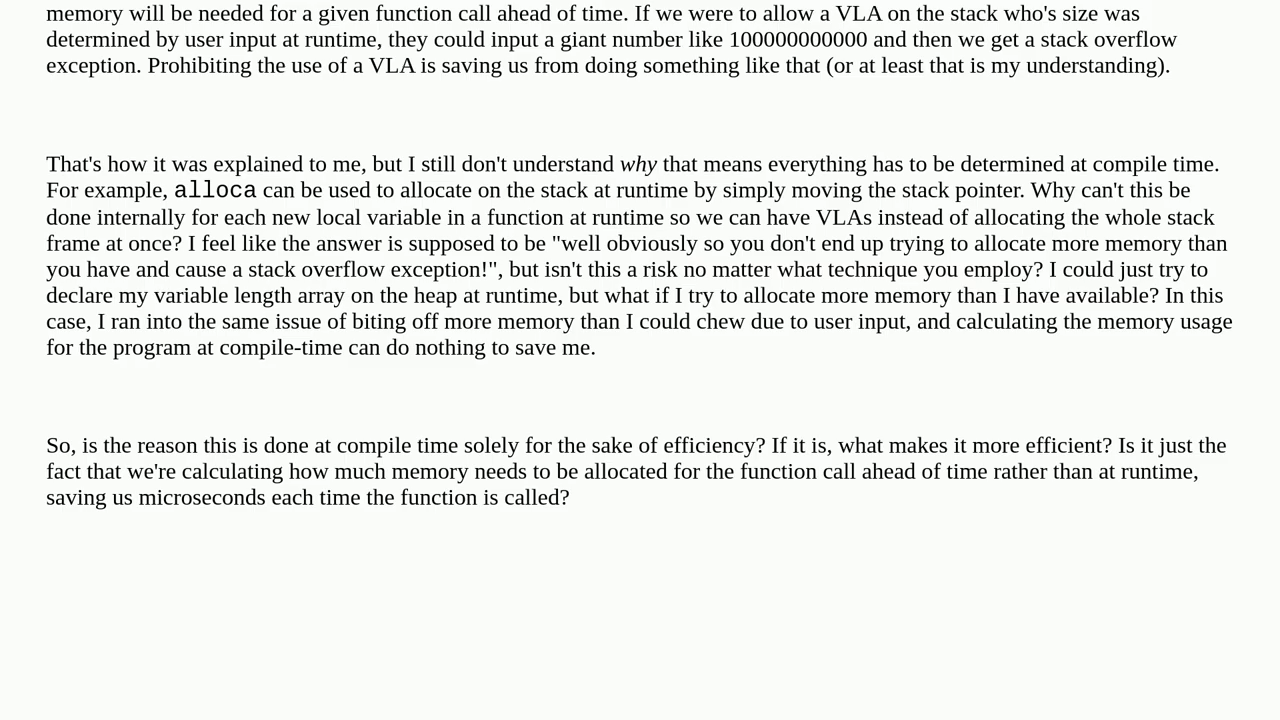 memory will be needed for a given function call ahead of time. If we were to allow a VLA on the stack who's size was
determined by user input at runtime, they could input a giant number like 100000000000 and then we get a stack overflow
exception. Prohibiting the use of a VLA is saving us from doing something like that (or at least that is my understanding).
That's how it was explained to me, but I still don't understand why that means everything has to be determined at compile time.
For example, alloca can be used to allocate on the stack at runtime by simply moving the stack pointer. Why can't this be
done internally for each new local variable in a function at runtime so we can have VLAs instead of allocating the whole stack
frame at once? I feel like the answer is supposed to be "well obviously so you don't end up trying to allocate more memory than
you have and cause a stack overflow exception!", but isn't this a risk no matter what technique you employ? I could just try to
declare my variable length array on the heap at runtime, but what if I try to allocate more memory than I have available? In this
case, I ran into the same issue of biting off more memory than I could chew due to user input, and calculating the memory usage
for the program at compile-time can do nothing to save me.
So, is the reason this is done at compile time solely for the sake of efficiency? If it is, what makes it more efficient? Is it just the
fact that we're calculating how much memory needs to be allocated for the function call ahead of time rather than at runtime,
saving us microseconds each time the function is called?